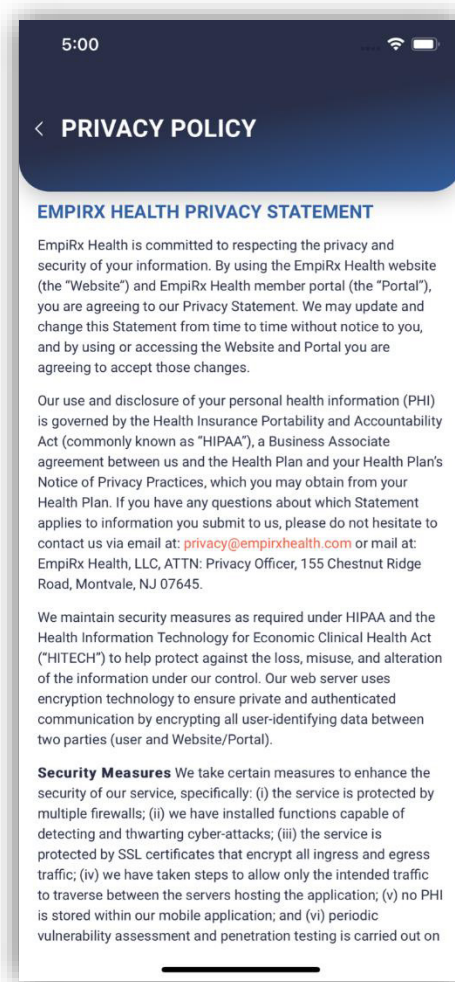 5:00
< PRIVACY POLICY
EMPIRX HEALTH PRIVACY STATEMENT
EmpiRx Health is committed to respecting the privacy and
security of your information. By using the EmpiRx Health website
(the “Website”) and EmpiRx Health member portal (the “Portal”),
you are agreeing to our Privacy Statement. We may update and
change this Statement from time to time without notice to you,
and by using or accessing the Website and Portal you are
agreeing to accept those changes.
Our use and disclosure of your personal health information (PHI)
is governed by the Health Insurance Portability and Accountability
Act (commonly known as “HIPAA”), a Business Associate
agreement between us and the Health Plan and your Health Plan’s
Notice of Privacy Practices, which you may obtain from your
Health Plan. If you have any questions about which Statement
applies to information you submit to us, please do not hesitate to
contact us via email at: privacy@empirxhealth.com or mail at:
EmpiRx Health, LLC, ATTN: Privacy Officer, 155 Chestnut Ridge
Road, Montvale, NJ 07645.
We maintain security measures as required under HIPAA and the
Health Information Technology for Economic Clinical Health Act
(“HITECH”) to help protect against the loss, misuse, and alteration
of the information under our control. Our web server uses
encryption technology to ensure private and authenticated
communication by encrypting all user-identifying data between
two parties (user and Website/Portal).
Security Measures We take certain measures to enhance the
security of our service, specifically: (i) the service is protected by
multiple firewalls; (ii) we have installed functions capable of
detecting and thwarting cyber-attacks; (iii) the service is
protected by SSL certificates that encrypt all ingress and egress
traffic; (iv) we have taken steps to allow only the intended traffic
to traverse between the servers hosting the application; (v) no PHI
is stored within our mobile application; and (vi) periodic
vulnerability assessment and penetration testing is carried out on